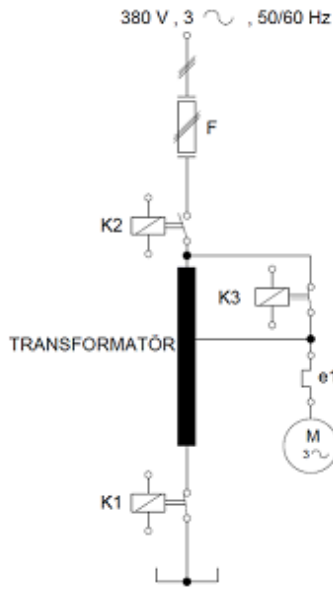 380 V , 3 ∿ , 50/60 Hz
F
K2
K3
TRANSFORMATÖR
e1
M
3∿
K1